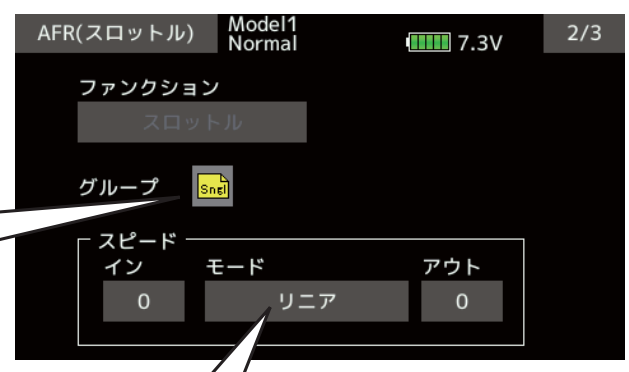 AFR(スロットル) Model1 Normal 7.3V 2/3
ファンクション
スロットル
グループ Sngl
スピード
イン モード アウト
0 リニア 0